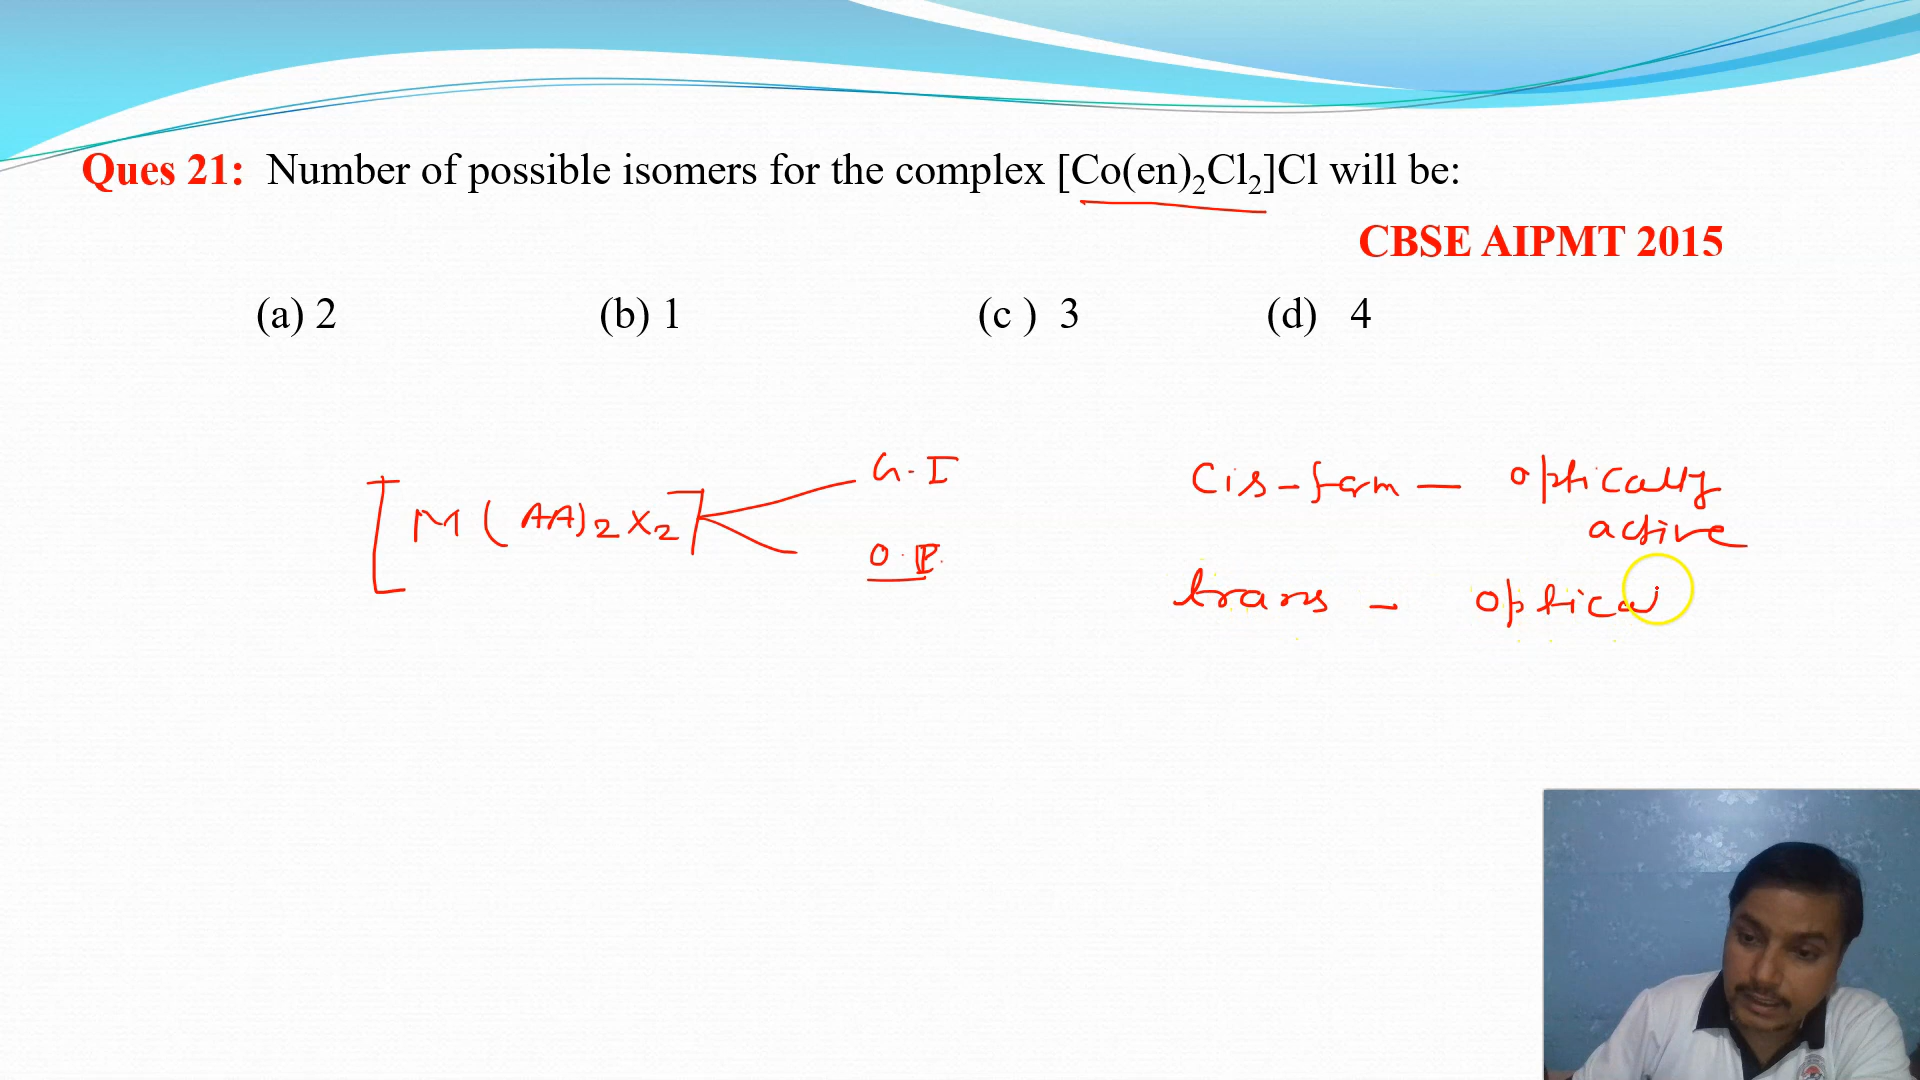 Ques 21: Number of possible isomers for the complex [Co(en)₂Cl₂]Cl will be:
CBSE AIPMT 2015
(a) 2 (b) 1 (c ) 3 (d) 4
[M(AA)₂X₂]
G.I
O.I
Cis-form — optically
active
trans - optical